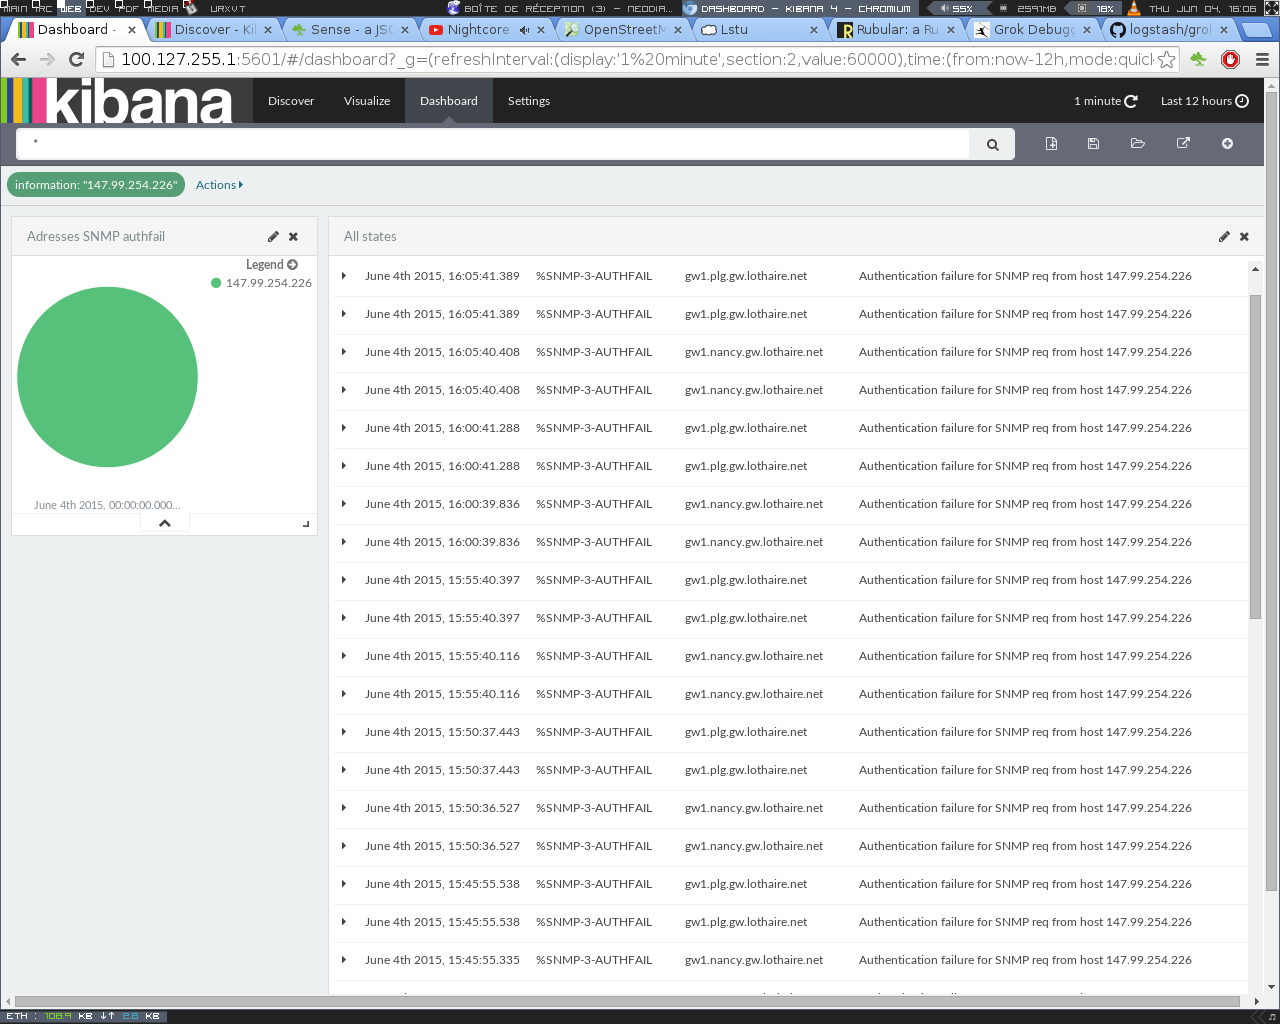 MAIN IRC WEB DEV PDF MEDIA URXVT BOÎTE DE RÉCEPTION (3) - NEODIA... DASHBOARD - KIBANA 4 - CHROMIUM 55% 2591MB 18% THU JUN 04, 16:06
Dashboard - Discover - Ki Sense - a JSO Nightcore OpenStreetM Lstu Rubular: a Ru Grok Debugg logstash/grok
100.127.255.1:5601/#/dashboard?_g=(refreshInterval:(display:'1%20minute',section:2,value:60000),time:(from:now-12h,mode:quick
kibana Discover Visualize Dashboard Settings 1 minute Last 12 hours
*
information: "147.99.254.226" Actions
Adresses SNMP authfail
Legend
147.99.254.226
June 4th 2015, 00:00:00.000...
All states
June 4th 2015, 16:05:41.389 %SNMP-3-AUTHFAIL gw1.plg.gw.lothaire.net Authentication failure for SNMP req from host 147.99.254.226
June 4th 2015, 16:05:41.389 %SNMP-3-AUTHFAIL gw1.plg.gw.lothaire.net Authentication failure for SNMP req from host 147.99.254.226
June 4th 2015, 16:05:40.408 %SNMP-3-AUTHFAIL gw1.nancy.gw.lothaire.net Authentication failure for SNMP req from host 147.99.254.226
June 4th 2015, 16:05:40.408 %SNMP-3-AUTHFAIL gw1.nancy.gw.lothaire.net Authentication failure for SNMP req from host 147.99.254.226
June 4th 2015, 16:00:41.288 %SNMP-3-AUTHFAIL gw1.plg.gw.lothaire.net Authentication failure for SNMP req from host 147.99.254.226
June 4th 2015, 16:00:41.288 %SNMP-3-AUTHFAIL gw1.plg.gw.lothaire.net Authentication failure for SNMP req from host 147.99.254.226
June 4th 2015, 16:00:39.836 %SNMP-3-AUTHFAIL gw1.nancy.gw.lothaire.net Authentication failure for SNMP req from host 147.99.254.226
June 4th 2015, 16:00:39.836 %SNMP-3-AUTHFAIL gw1.nancy.gw.lothaire.net Authentication failure for SNMP req from host 147.99.254.226
June 4th 2015, 15:55:40.397 %SNMP-3-AUTHFAIL gw1.plg.gw.lothaire.net Authentication failure for SNMP req from host 147.99.254.226
June 4th 2015, 15:55:40.397 %SNMP-3-AUTHFAIL gw1.plg.gw.lothaire.net Authentication failure for SNMP req from host 147.99.254.226
June 4th 2015, 15:55:40.116 %SNMP-3-AUTHFAIL gw1.nancy.gw.lothaire.net Authentication failure for SNMP req from host 147.99.254.226
June 4th 2015, 15:55:40.116 %SNMP-3-AUTHFAIL gw1.nancy.gw.lothaire.net Authentication failure for SNMP req from host 147.99.254.226
June 4th 2015, 15:50:37.443 %SNMP-3-AUTHFAIL gw1.plg.gw.lothaire.net Authentication failure for SNMP req from host 147.99.254.226
June 4th 2015, 15:50:37.443 %SNMP-3-AUTHFAIL gw1.plg.gw.lothaire.net Authentication failure for SNMP req from host 147.99.254.226
June 4th 2015, 15:50:36.527 %SNMP-3-AUTHFAIL gw1.nancy.gw.lothaire.net Authentication failure for SNMP req from host 147.99.254.226
June 4th 2015, 15:50:36.527 %SNMP-3-AUTHFAIL gw1.nancy.gw.lothaire.net Authentication failure for SNMP req from host 147.99.254.226
June 4th 2015, 15:45:55.538 %SNMP-3-AUTHFAIL gw1.plg.gw.lothaire.net Authentication failure for SNMP req from host 147.99.254.226
June 4th 2015, 15:45:55.538 %SNMP-3-AUTHFAIL gw1.plg.gw.lothaire.net Authentication failure for SNMP req from host 147.99.254.226
June 4th 2015, 15:45:55.335 %SNMP-3-AUTHFAIL gw1.nancy.gw.lothaire.net Authentication failure for SNMP req from host 147.99.254.226
ETH : 108.9 KB ↓↑ 2.6 KB